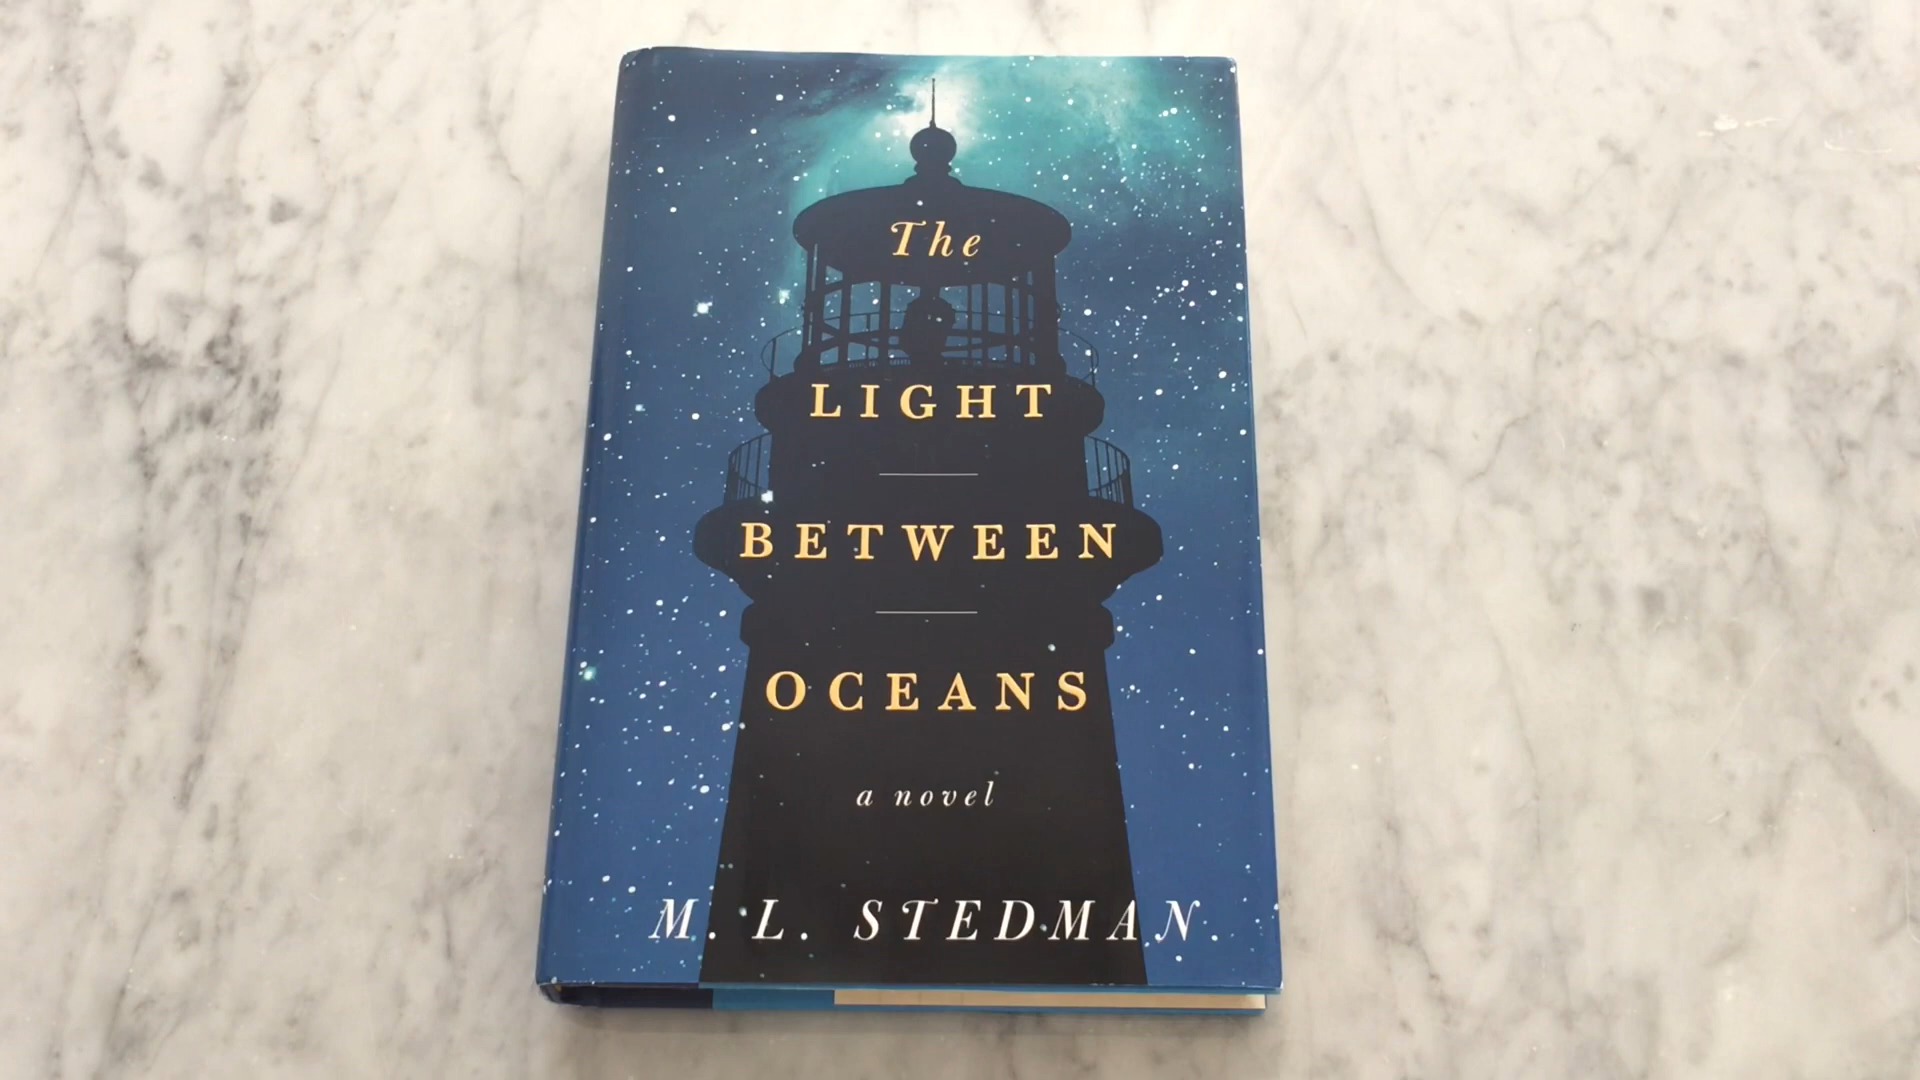 The
LIGHT
BETWEEN
OCEANS
a novel
M. L. STEDMAN